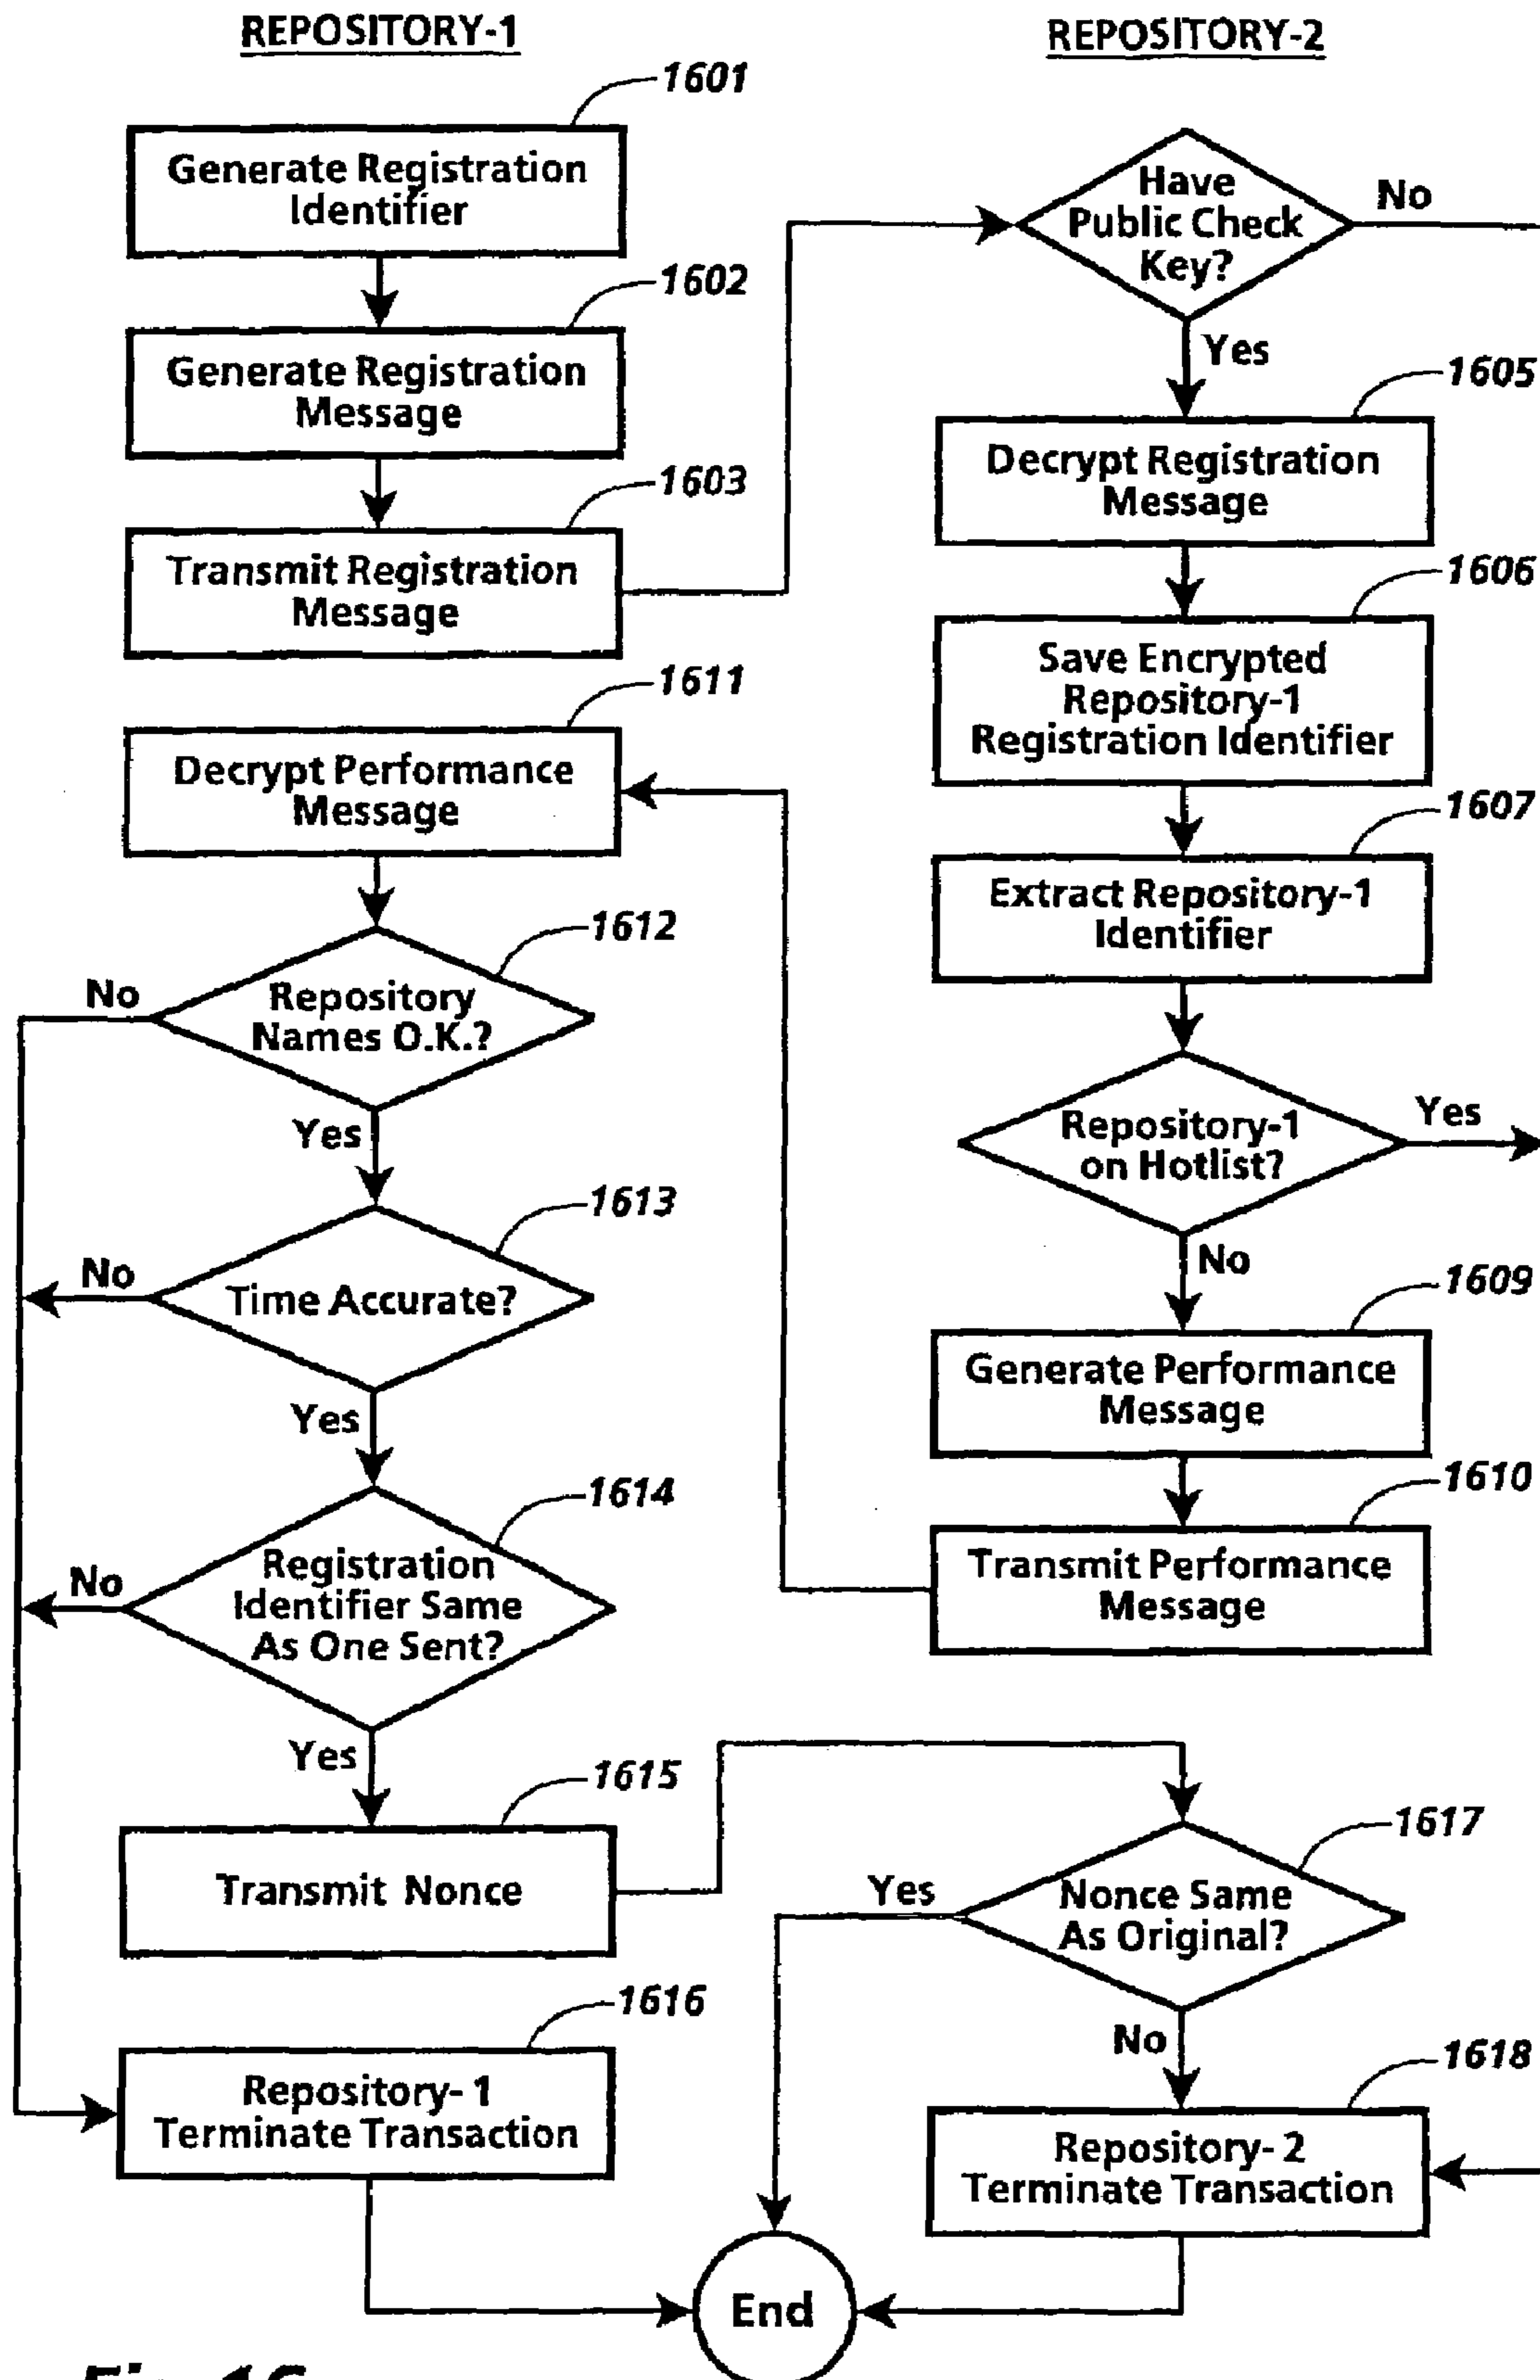 REPOSITORY-1
1601
Generate Registration
Identifier
1602
Generate Registration
Message
1603
Transmit Registration
Message
1611
Decrypt Performance
Message
1612
No
Repository
Names O.K.?
Yes
1613
No
Time Accurate?
Yes
1614
No
Registration
Identifier Same
As One Sent?
Yes
1615
Transmit Nonce
1616
Repository- 1
Terminate Transaction
REPOSITORY-2
Have
Public Check
Key?
No
Yes
1605
Decrypt Registration
Message
1606
Save Encrypted
Repository-1
Registration Identifier
1607
Extract Repository-1
Identifier
Repository-1
on Hotlist?
Yes
No
1609
Generate Performance
Message
1610
Transmit Performance
Message
1617
Yes
Nonce Same
As Original?
No
1618
Repository- 2
Terminate Transaction
End